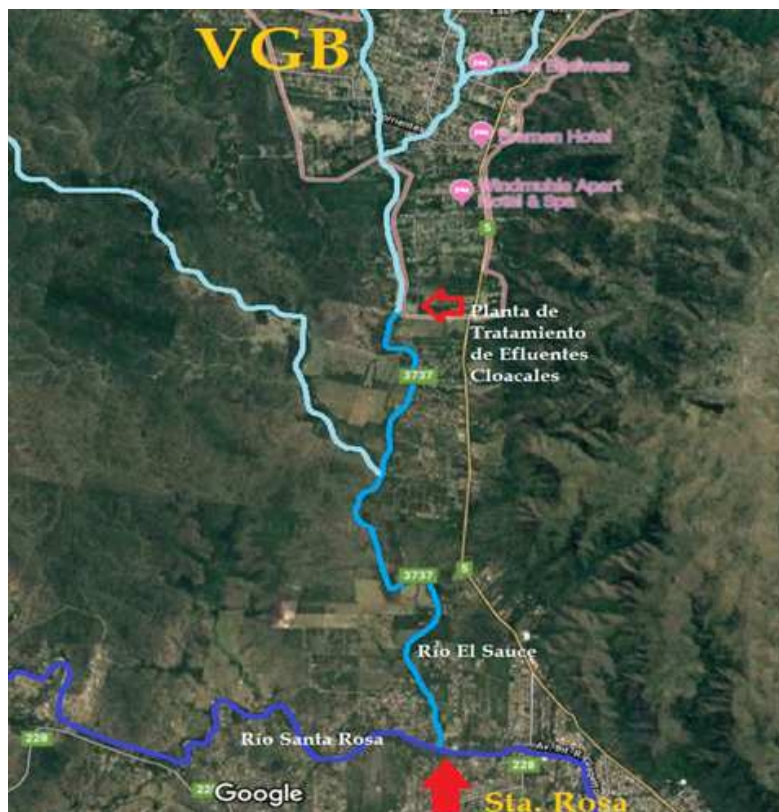 VGB
Bremen Hotel
Windmuhle Apart
Hotel & Spa
5
Planta de
Tratamiento
de Efluentes
Cloacales
3737
3737
5
Río El Sauce
Río Santa Rosa
228
228
Google
Sta. Rosa